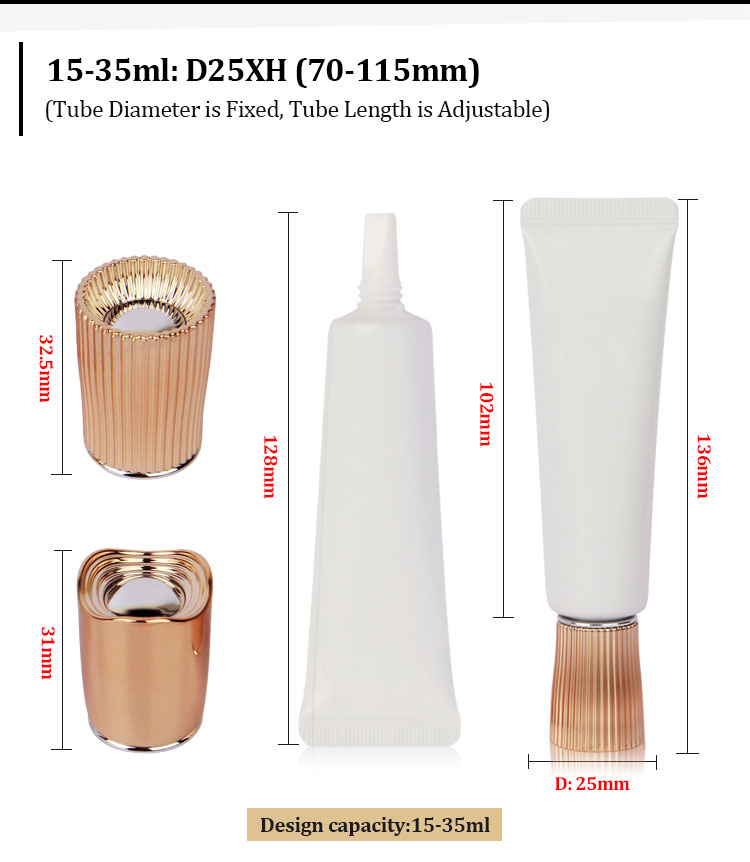 15-35ml: D25XH (70-115mm)
(Tube Diameter is Fixed, Tube Length is Adjustable)
32.5mm
128mm
102mm
136mm
31mm
D: 25mm
Design capacity:15-35ml